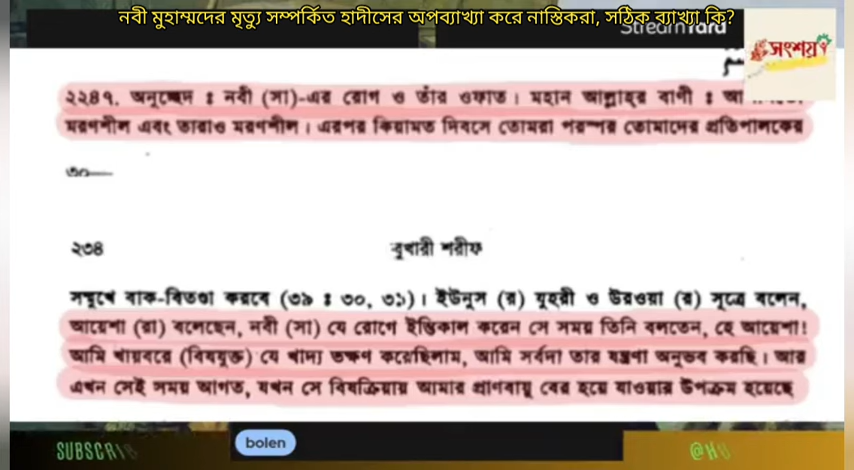 নবী মুহাম্মদের মৃত্যু সম্পর্কিত হাদীসের অপব্যাখ্যা করে নাস্তিকরা, সঠিক ব্যাখ্যা কি?
StreamYard
সংশয়
২২৪৭. অনুচ্ছেদ : নবী (সা)-এর রোগ ও তাঁর ওফাত। মহান আল্লাহ্‌র বাণী :
মরণশীল এবং তারাও মরণশীল। এরপর কিয়ামত দিবসে তোমরা পরস্পর তোমাদের প্রতিপালকের
৩০—
২৩৪
বুখারী শরীফ
সম্মুখে বাক-বিতণ্ডা করবে (৩৯ : ৩০, ৩১)। ইউনুস (র) যুহরী ও উরওয়া (র) সূত্রে বলেন,
আয়েশা (রা) বলেছেন, নবী (সা) যে রোগে ইন্তিকাল করেন সে সময় তিনি বলতেন, হে আয়েশা!
আমি খায়বরে (বিষযুক্ত) যে খাদ্য ভক্ষণ করেছিলাম, আমি সর্বদা তার যন্ত্রণা অনুভব করছি। আর
এখন সেই সময় আগত, যখন সে বিষক্রিয়ায় আমার প্রাণবায়ু বের হয়ে যাওয়ার উপক্রম হয়েছে
SUBSCRI
bolen